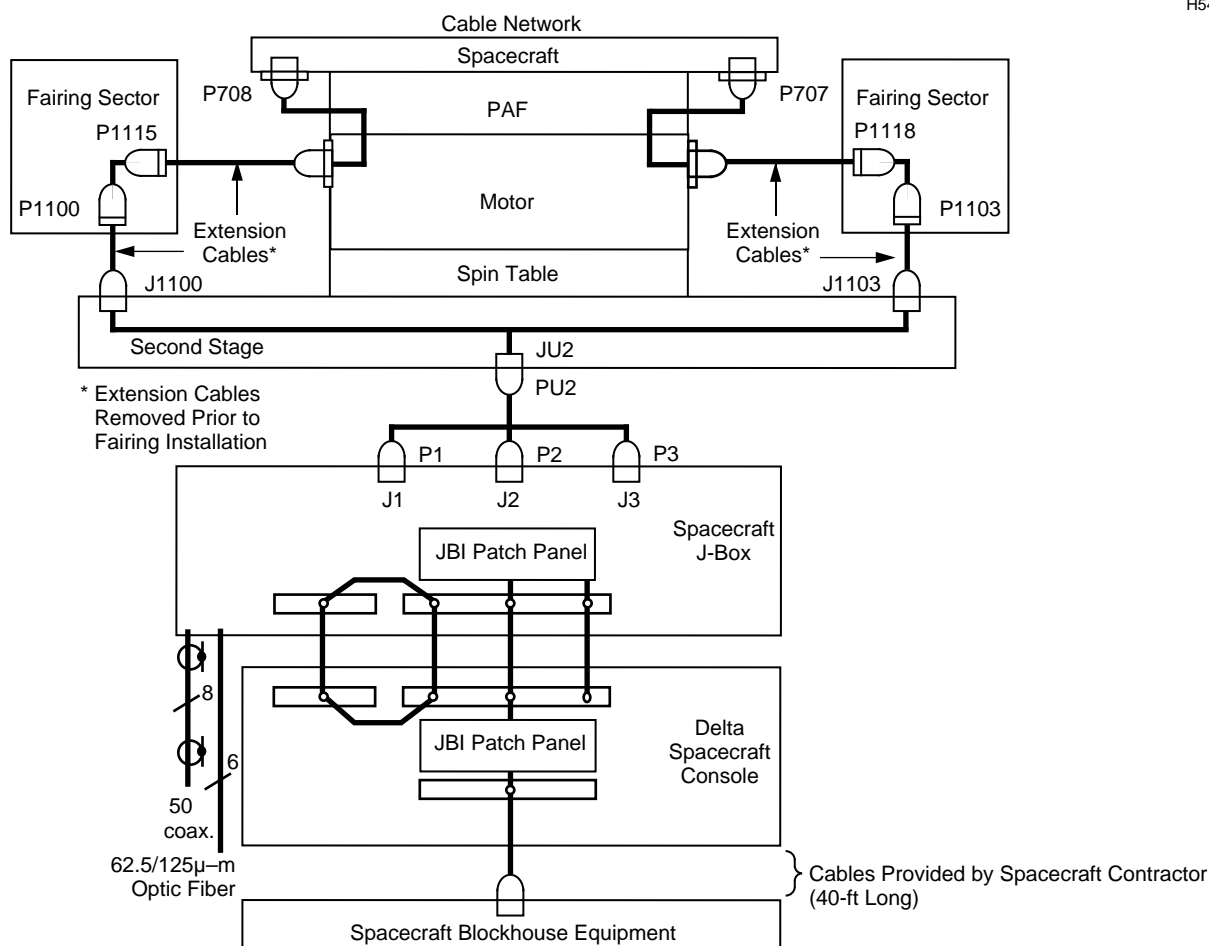 H54
Cable Network
Spacecraft
Fairing Sector
P708
P707
Fairing Sector
PAF
P1115
P1118
P1100
Motor
P1103
Extension
Cables*
Extension
Cables*
J1100
Spin Table
J1103
Second Stage
JU2
PU2
* Extension Cables
Removed Prior to
Fairing Installation
P1
P2
P3
J1
J2
J3
Spacecraft
J-Box
JBI Patch Panel
8
6
JBI Patch Panel
Delta
Spacecraft
Console
50
coax.
62.5/125µ–m
Optic Fiber
Cables Provided by Spacecraft Contractor
(40-ft Long)
Spacecraft Blockhouse Equipment